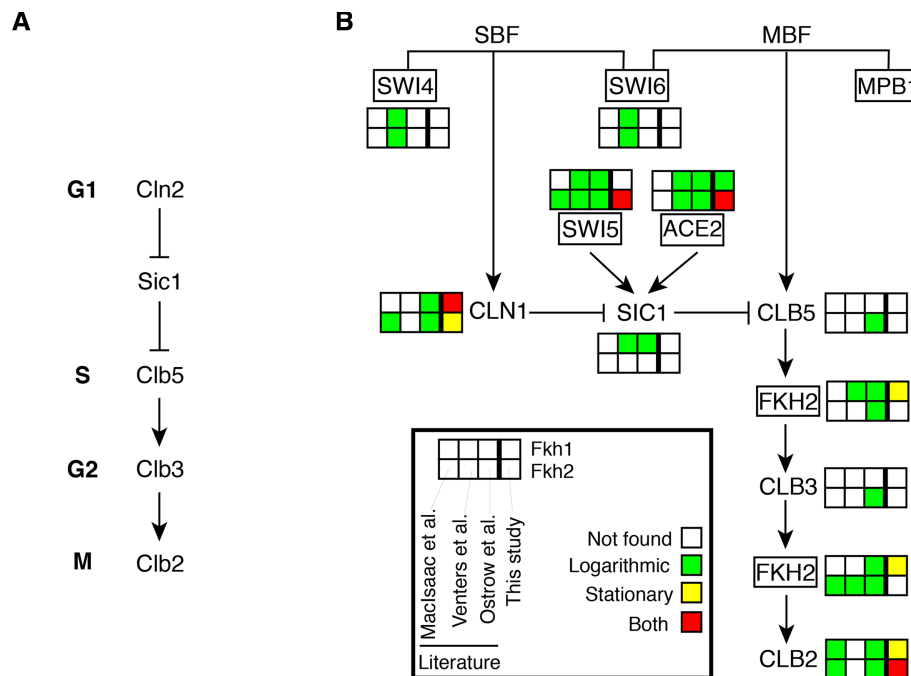 A
B
SBF
MBF
SWI4
SWI6
MPB1
SWI5
ACE2
G1 Cln2
Sic1
S Clb5
G2 Clb3
M Clb2
CLN1
SIC1
CLB5
FKH2
CLB3
FKH2
CLB2
Fkh1
Fkh2
MacIsaac et al.
Venters et al.
Ostrow et al.
This study
Literature
Not found
Logarithmic
Stationary
Both